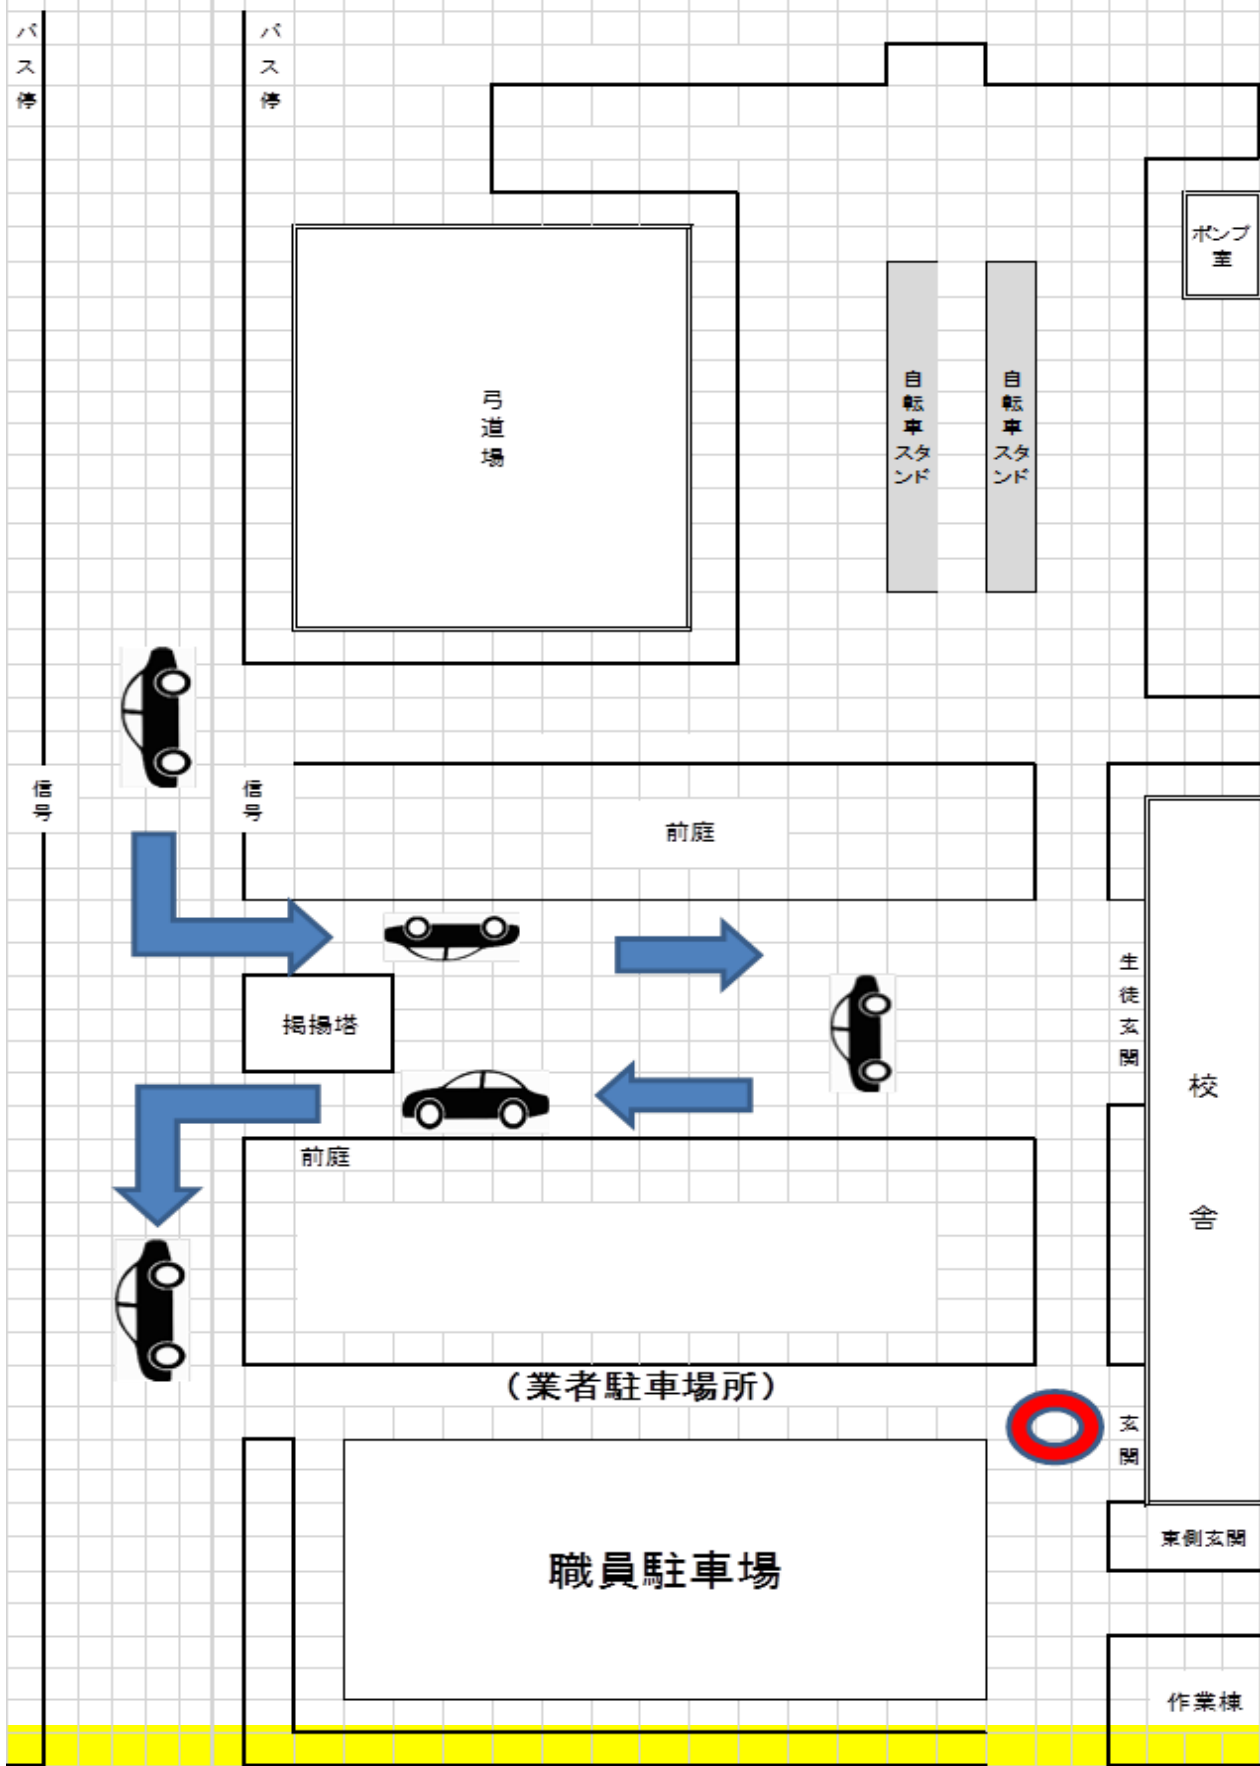 バス停
バス停
ポンプ室
弓道場
自転車スタンド
自転車スタンド
信号
信号
前庭
生徒玄関
掲揚塔
校舎
前庭
（業者駐車場所）
玄関
東側玄関
職員駐車場
作業棟